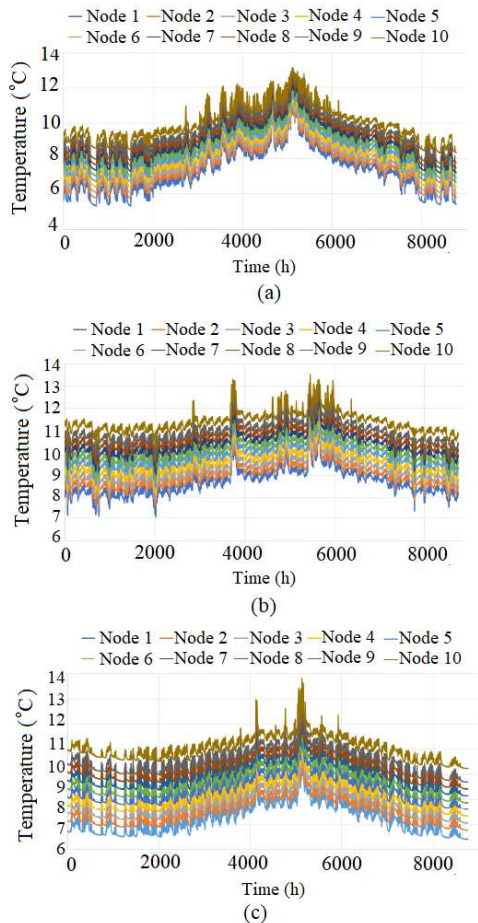 Node 1 Node 2 Node 3 Node 4 Node 5
Node 6 Node 7 Node 8 Node 9 Node 10
Temperature (°C)
14
13
12
10
8
6
4
0 2000 4000 6000 8000
Time (h)
(a)
Node 1 Node 2 Node 3 Node 4 Node 5
Node 6 Node 7 Node 8 Node 9 Node 10
Temperature (°C)
14
13
12
11
10
9
8
7
6
0 2000 4000 6000 8000
Time (h)
(b)
Node 1 Node 2 Node 3 Node 4 Node 5
Node 6 Node 7 Node 8 Node 9 Node 10
Temperature (°C)
14
13
12
11
10
9
8
7
6
0 2000 4000 6000 8000
Time (h)
(c)